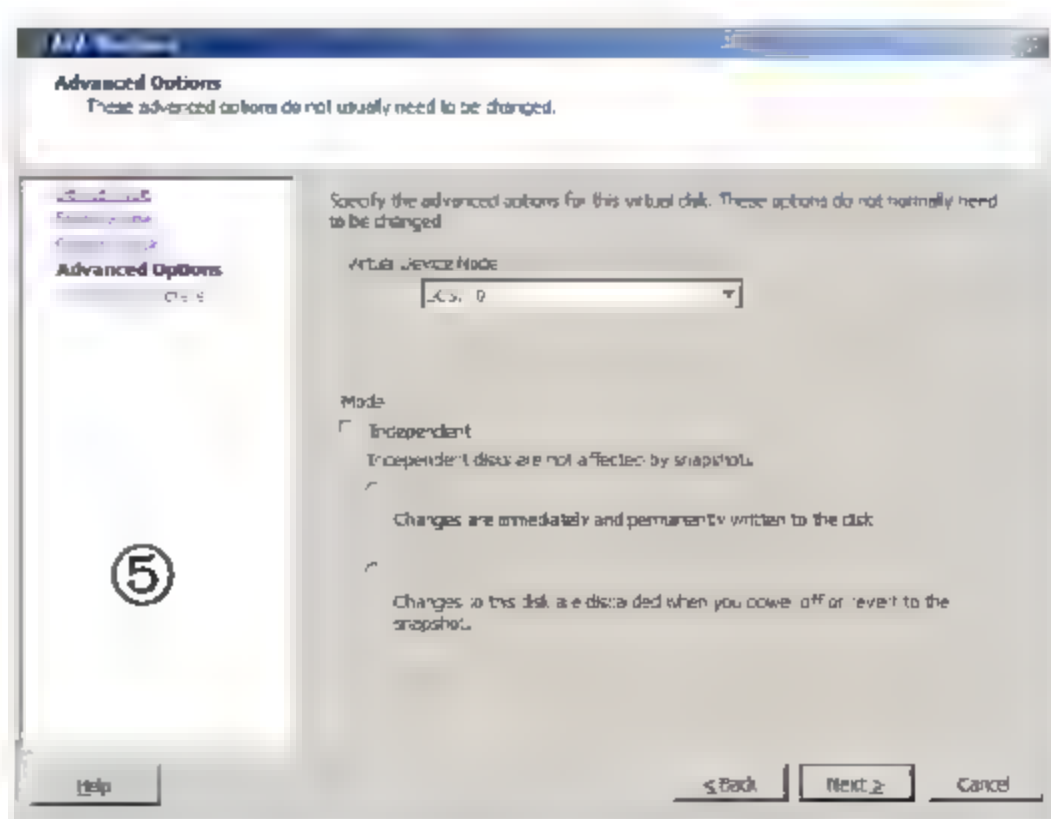 Advanced Options
These advanced options do not usually need to be changed.
Advanced Options
Specify the advanced options for this virtual disk. These options do not normally need
to be changed
Virtual Device Node
Mode
Independent
Independent disks are not affected by snapshots.
Changes are immediately and permanently written to the disk
Changes to this disk are discarded when you power off or revert to the
snapshot.
⑤
Help
< Back
Next >
Cancel